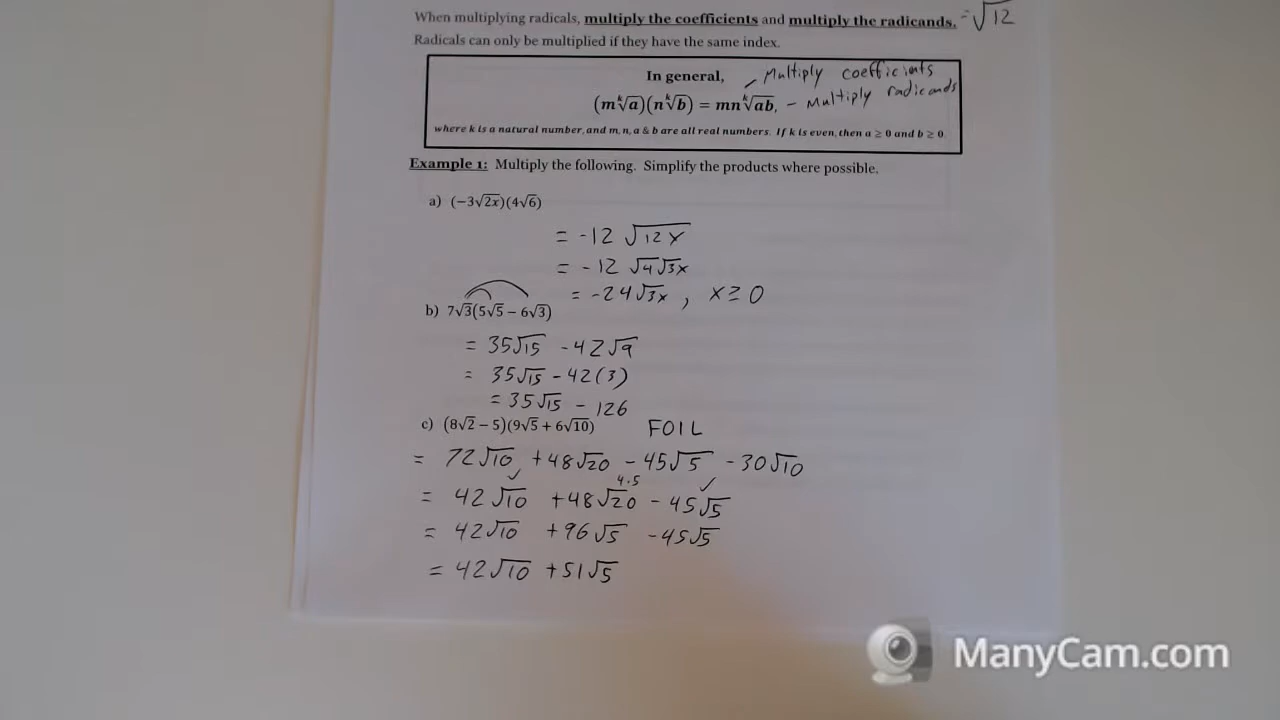 When multiplying radicals, multiply the coefficients and multiply the radicands. √12
Radicals can only be multiplied if they have the same index.
In general, - Multiply coefficients
(m ᵏ√a)(n ᵏ√b) = mn ᵏ√ab, - Multiply radicands
where k is a natural number, and m, n, a & b are all real numbers. If k is even, then a ≥ 0 and b ≥ 0.
Example 1: Multiply the following. Simplify the products where possible.
a) (−3√2x)(4√6)
= -12 √12x
= -12 √4√3x
= -24√3x , x ≥ 0
b) 7√3(5√5 − 6√3)
= 35√15 - 42√9
= 35√15 - 42(3)
= 35√15 - 126
c) (8√2 − 5)(9√5 + 6√10) FOIL
= 72√10 + 48√20 - 45√5 - 30√10
4·5
= 42√10 + 48√20 - 45√5
= 42√10 + 96√5 - 45√5
= 42√10 + 51√5
ManyCam.com